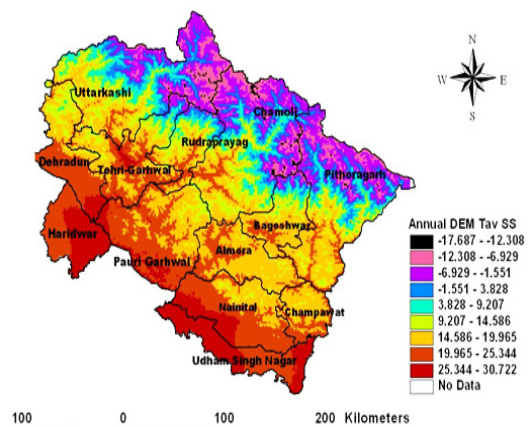 N
W E
S
Uttarkashi
Chamoli
Rudraprayag
Dehradun
Tehri-Garhwal
Pithoragarh
Haridwar
Bageshwar
Almora
Pauri Garhwal
Nainital
Champawat
Udham Singh Nagar
Annual DEM Tav SS
-17.687 - -12.308
-12.308 - -6.929
-6.929 - -1.551
-1.551 - 3.828
3.828 - 9.207
9.207 - 14.586
14.586 - 19.965
19.965 - 25.344
25.344 - 30.722
No Data
100 0 100 200 Kilometers